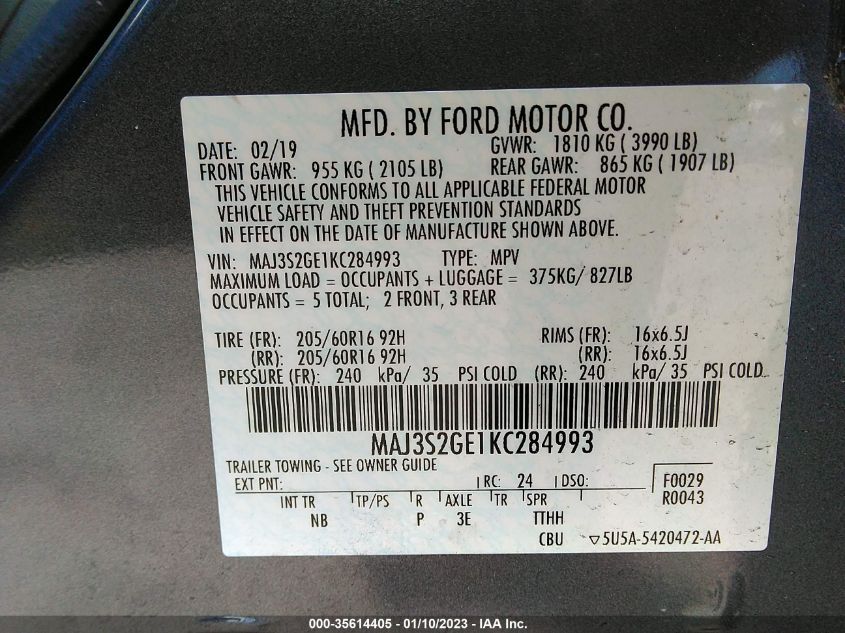 MFD. BY FORD MOTOR CO.
DATE: 02/19 GVWR: 1810 KG ( 3990 LB)
FRONT GAWR: 955 KG ( 2105 LB) REAR GAWR: 865 KG ( 1907 LB)
THIS VEHICLE CONFORMS TO ALL APPLICABLE FEDERAL MOTOR
VEHICLE SAFETY AND THEFT PREVENTION STANDARDS
IN EFFECT ON THE DATE OF MANUFACTURE SHOWN ABOVE.
VIN: MAJ3S2GE1KC284993 TYPE: MPV
MAXIMUM LOAD = OCCUPANTS + LUGGAGE = 375KG/ 827LB
OCCUPANTS = 5 TOTAL; 2 FRONT, 3 REAR
TIRE (FR): 205/60R16 92H RIMS (FR): 16x6.5J
(RR): 205/60R16 92H (RR): 16x6.5J
PRESSURE (FR): 240 kPa/ 35 PSI COLD (RR): 240 kPa/ 35 PSI COLD
MAJ3S2GE1KC284993
TRAILER TOWING - SEE OWNER GUIDE
EXT PNT: RC: 24 DSO: F0029
R0043
INT TR TP/PS R AXLE TR SPR
NB P 3E TTHH
CBU ▽5U5A-5420472-AA
000-35614405 - 01/10/2023 - IAA Inc.